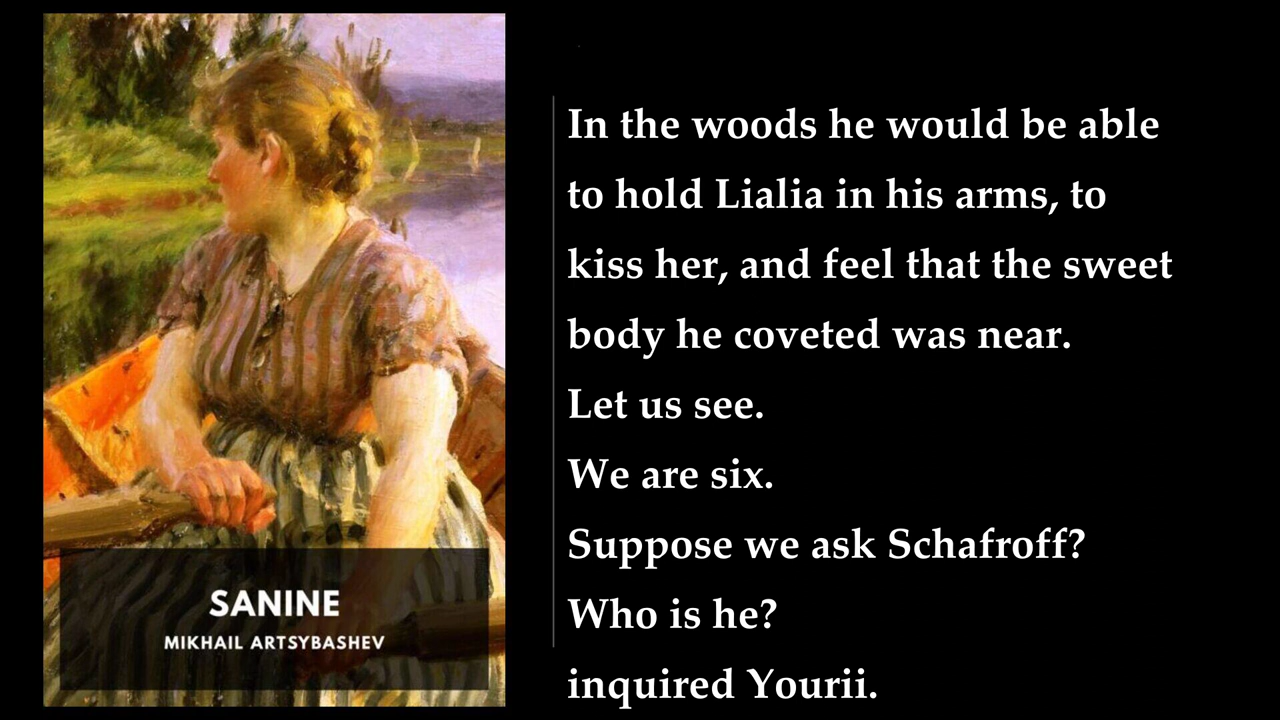 SANINE
MIKHAIL ARTSYBASHEV
In the woods he would be able
to hold Lialia in his arms, to
kiss her, and feel that the sweet
body he coveted was near.
Let us see.
We are six.
Suppose we ask Schafroff?
Who is he?
inquired Yourii.